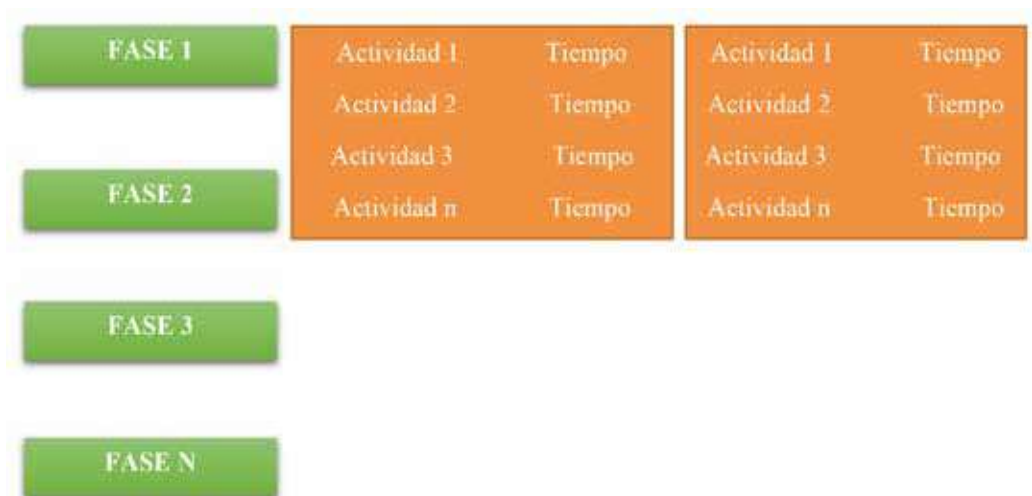 FASE 1
Actividad 1 Tiempo
Actividad 2 Tiempo
Actividad 3 Tiempo
Actividad n Tiempo
Actividad 1 Tiempo
Actividad 2 Tiempo
Actividad 3 Tiempo
Actividad n Tiempo
FASE 2
FASE 3
FASE N